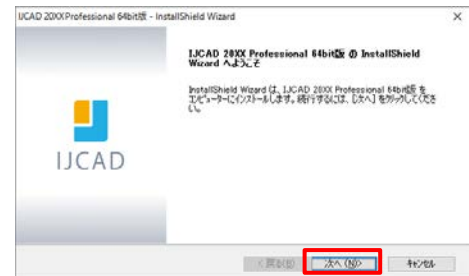 IJCAD 20XX Professional 64bit版 - InstallShield Wizard
IJCAD 20XX Professional 64bit版 の InstallShield
Wizard へようこそ
InstallShield Wizard は、IJCAD 20XX Professional 64bit版 を
コンピューターにインストールします。続行するには、[次へ] をクリックしてくださ
い。
IJCAD
< 戻る(B) 次へ(N)> キャンセル